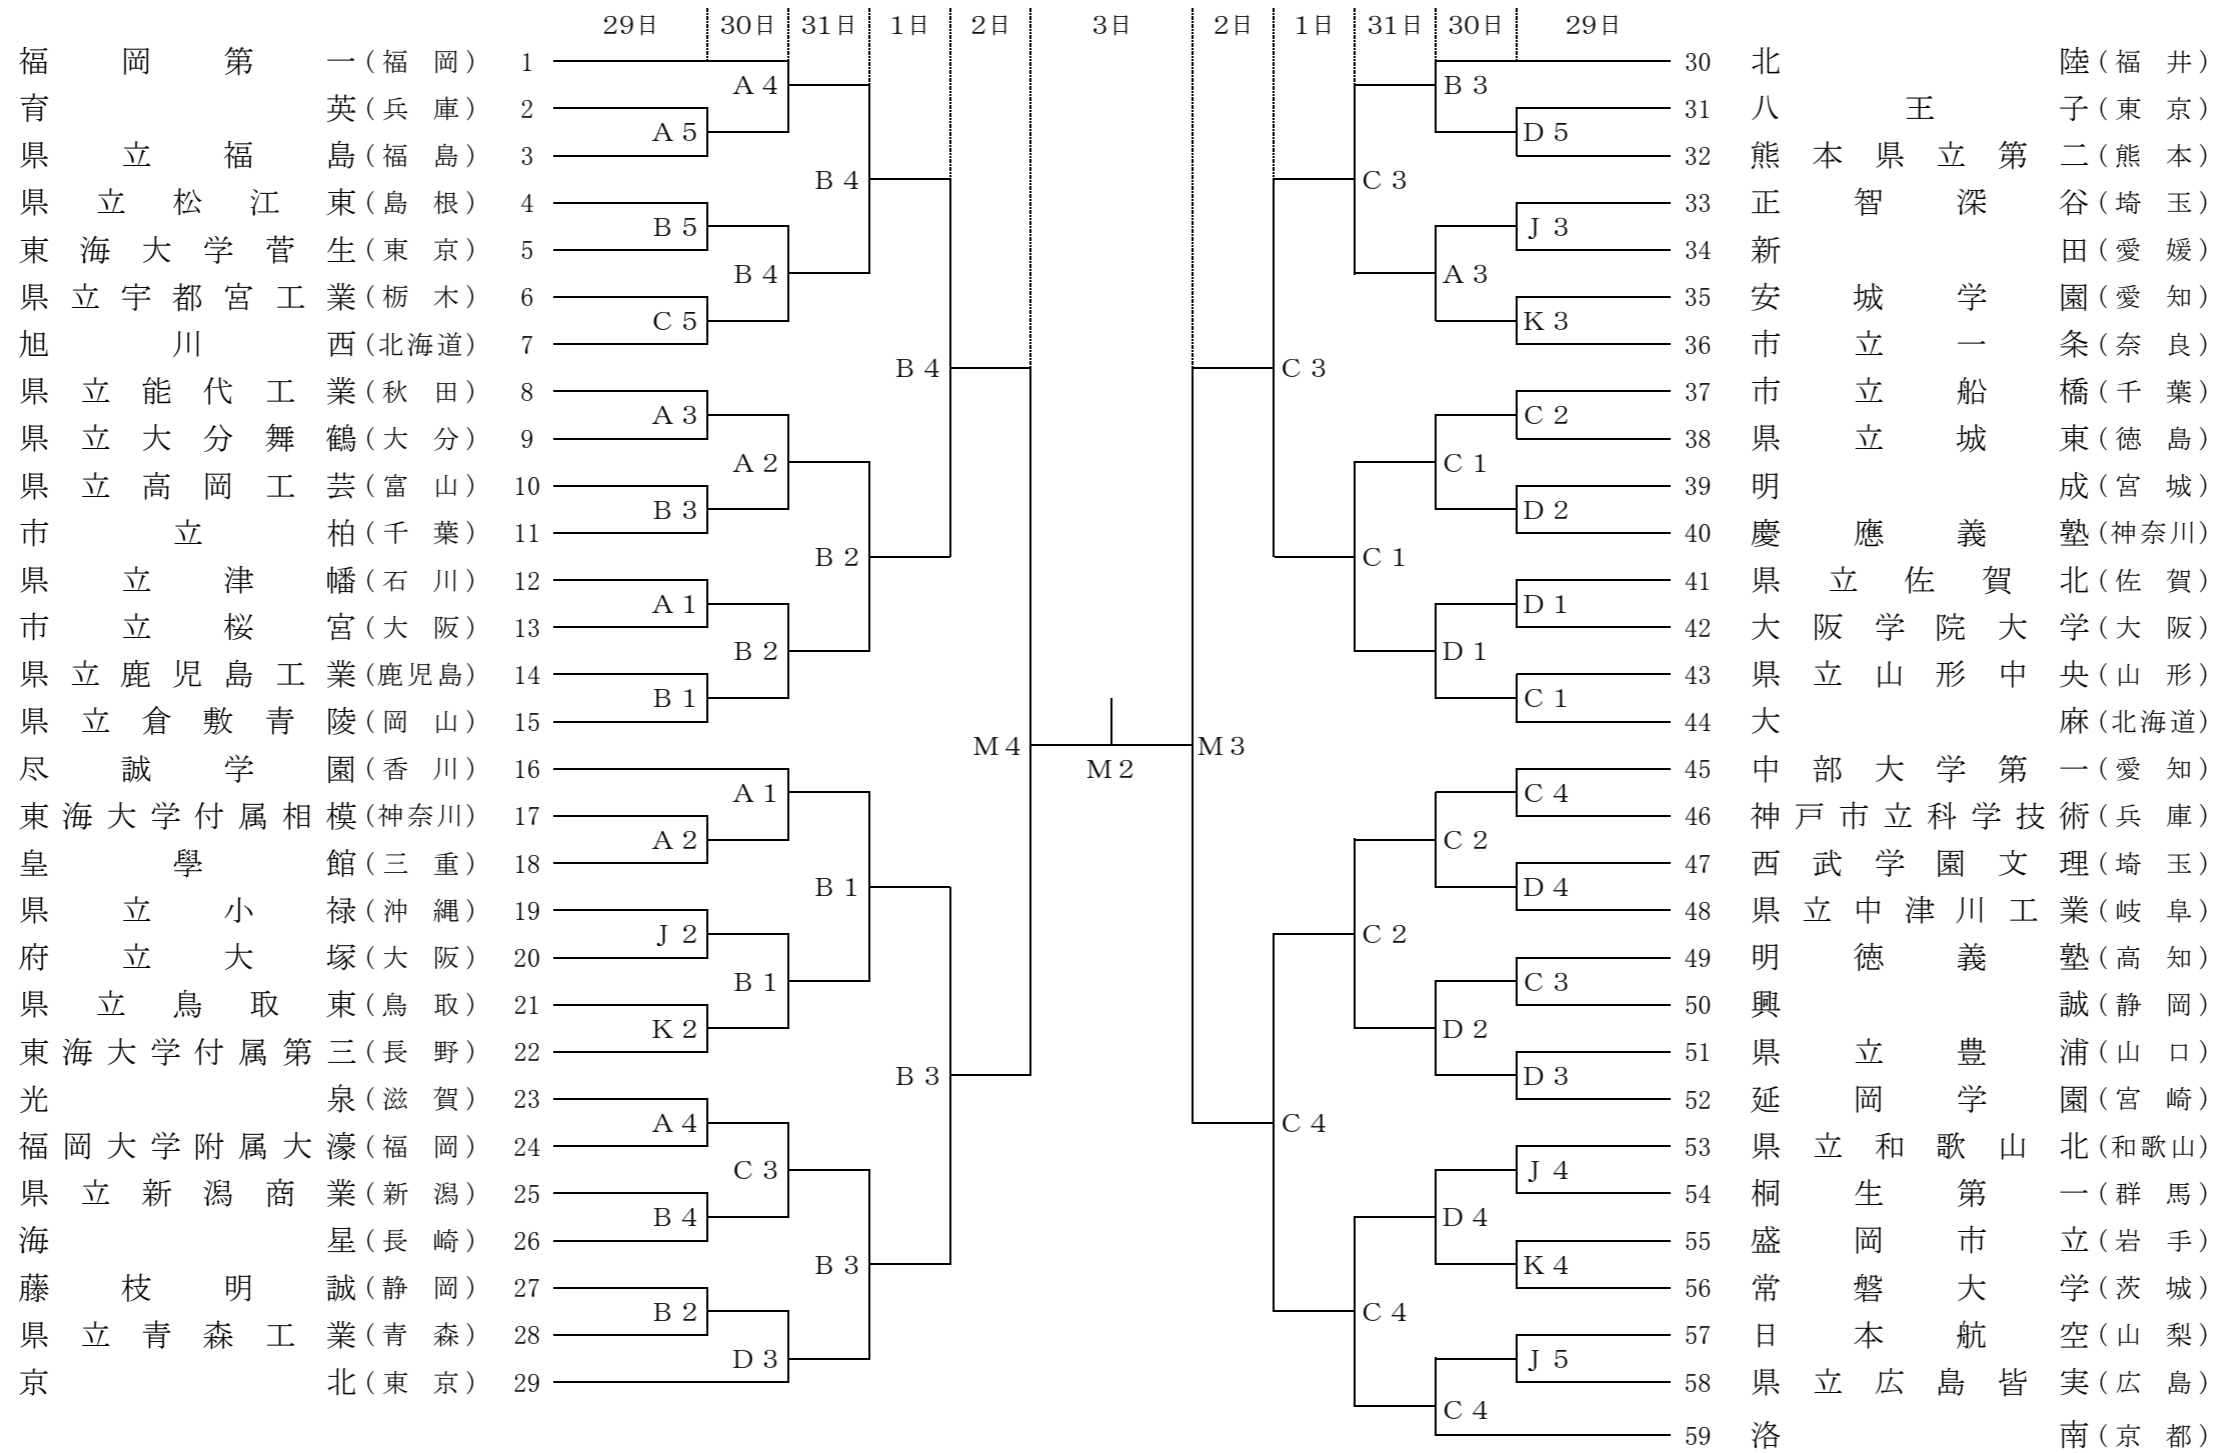 29日 30日 31日 1日 2日 3日 2日 1日 31日 30日 29日
福岡第一(福岡) 1
育英(兵庫) 2
県立福島(福島) 3
県立松江東(島根) 4
東海大学菅生(東京) 5
県立宇都宮工業(栃木) 6
旭川西(北海道) 7
県立能代工業(秋田) 8
県立大分舞鶴(大分) 9
県立高岡工芸(富山) 10
市立柏(千葉) 11
県立津幡(石川) 12
市立桜宮(大阪) 13
県立鹿児島工業(鹿児島) 14
県立倉敷青陵(岡山) 15
尽誠学園(香川) 16
東海大学付属相模(神奈川) 17
皇學館(三重) 18
県立小禄(沖縄) 19
府立大塚(大阪) 20
県立鳥取東(鳥取) 21
東海大学付属第三(長野) 22
光泉(滋賀) 23
福岡大学附属大濠(福岡) 24
県立新潟商業(新潟) 25
海星(長崎) 26
藤枝明誠(静岡) 27
県立青森工業(青森) 28
京北(東京) 29
A5
B5
C5
A3
B3
A1
B1
A2
J2
K2
A4
B4
B2
A4
B4
A2
B2
A1
B1
C3
D3
B4
B2
B1
B3
B4
B3
M4
M2
M3
C3
C4
C3
C1
C2
C4
B3
A3
C1
D1
C2
D2
D4
C4
D5
J3
K3
C2
D2
D1
C1
C4
D4
C3
D3
J4
K4
J5
30 北陸(福井)
31 八王子(東京)
32 熊本県立第二(熊本)
33 正智深谷(埼玉)
34 新田(愛媛)
35 安城学園(愛知)
36 市立一条(奈良)
37 市立船橋(千葉)
38 県立城東(徳島)
39 明成(宮城)
40 慶應義塾(神奈川)
41 県立佐賀北(佐賀)
42 大阪学院大学(大阪)
43 県立山形中央(山形)
44 大麻(北海道)
45 中部大学第一(愛知)
46 神戸市立科学技術(兵庫)
47 西武学園文理(埼玉)
48 県立中津川工業(岐阜)
49 明徳義塾(高知)
50 興誠(静岡)
51 県立豊浦(山口)
52 延岡学園(宮崎)
53 県立和歌山北(和歌山)
54 桐生第一(群馬)
55 盛岡市立(岩手)
56 常磐大学(茨城)
57 日本航空(山梨)
58 県立広島皆実(広島)
59 洛南(京都)